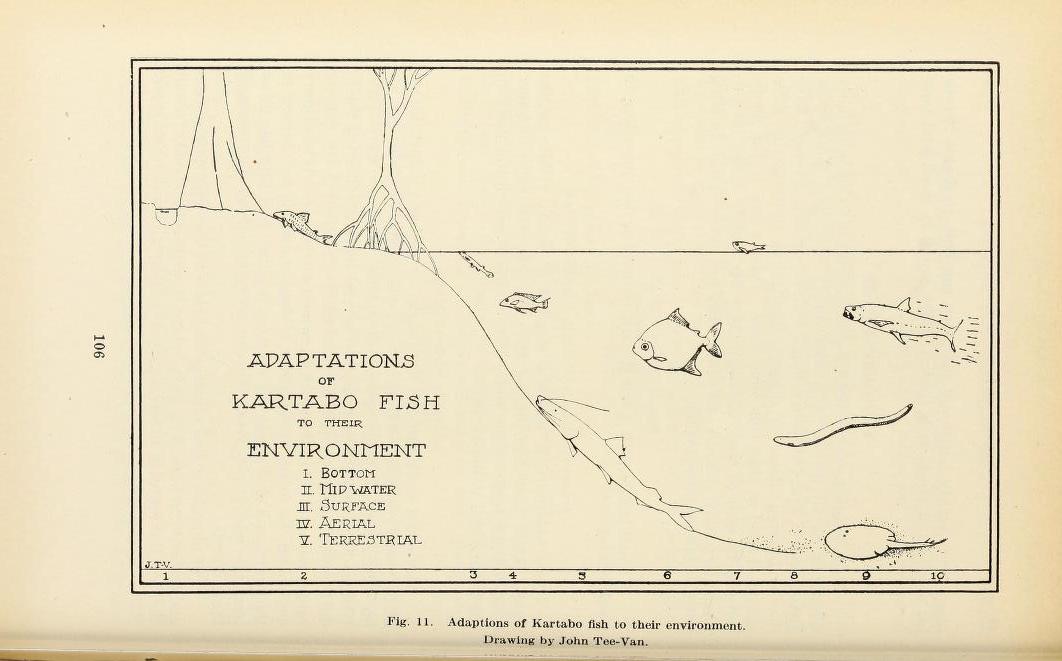 106
ADAPTATIONS
OF
KARTABO FISH
TO THEIR
ENVIRONMENT
I. BOTTOM
II. MIDWATER
III. SURFACE
IV. AERIAL
V. TERRESTRIAL
J.T-V.
1 2 3 4 5 6 7 8 9 10
Fig. 11. Adaptions of Kartabo fish to their environment.
Drawing by John Tee-Van.